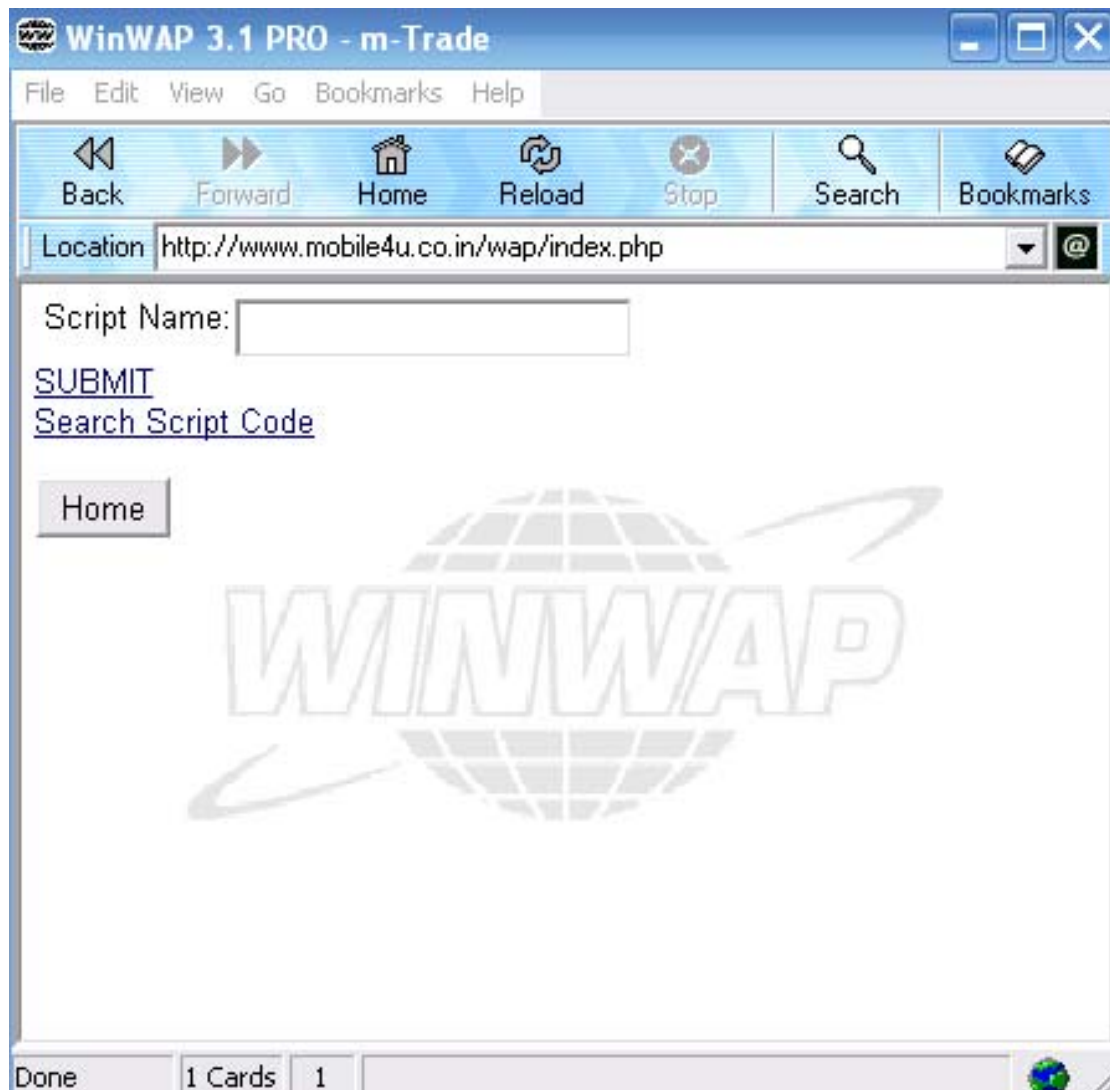 WinWAP 3.1 PRO - m-Trade
File Edit View Go Bookmarks Help
Back Forward Home Reload Stop Search Bookmarks
Location http://www.mobile4u.co.in/wap/index.php @
Script Name:
SUBMIT
Search Script Code
Home
WINWAP
Done 1 Cards 1